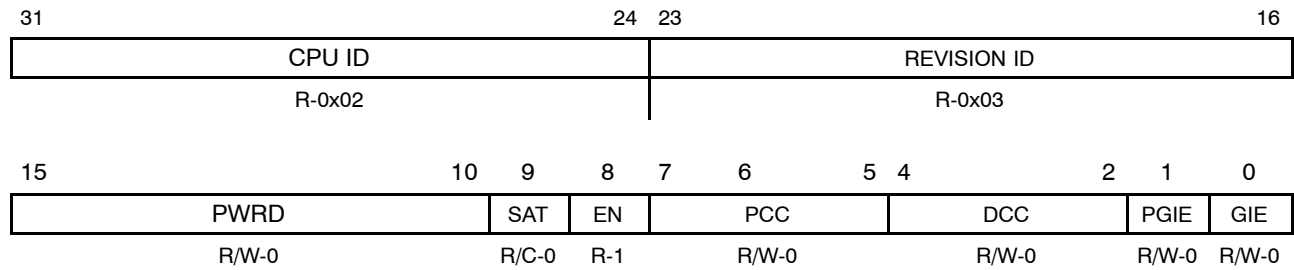 31 24 23 16
CPU ID REVISION ID
R-0x02 R-0x03
15 10 9 8 7 6 5 4 2 1 0
PWRD SAT EN PCC DCC PGIE GIE
R/W-0 R/C-0 R-1 R/W-0 R/W-0 R/W-0 R/W-0